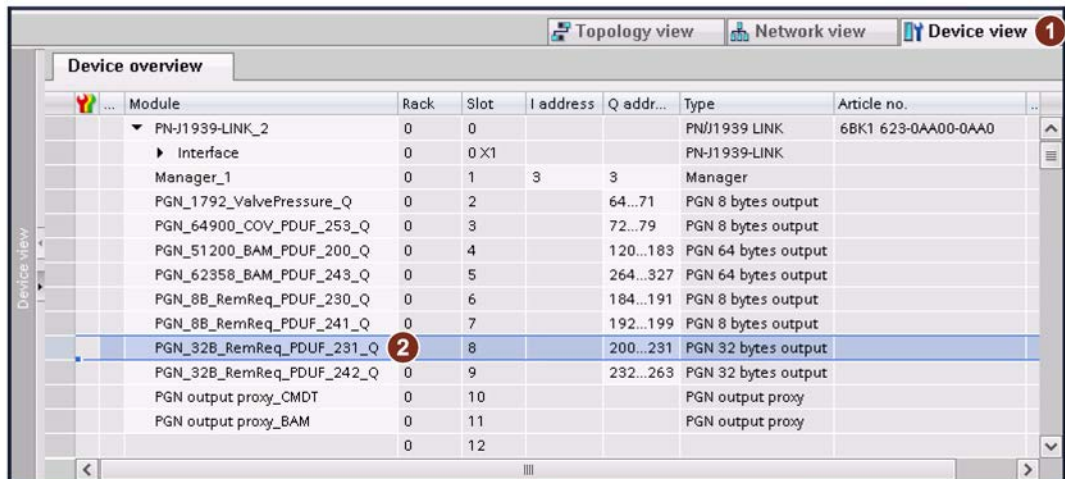 Topology view Network view Device view 1
Device overview
... Module Rack Slot I address Q addr... Type Article no. ..
PN-J1939-LINK_2 0 0 PN/J1939 LINK 6BK1 623-0AA00-0AA0
Interface 0 0 X1 PN-J1939-LINK
Manager_1 0 1 3 3 Manager
PGN_1792_ValvePressure_Q 0 2 64...71 PGN 8 bytes output
PGN_64900_COV_PDUF_253_Q 0 3 72...79 PGN 8 bytes output
PGN_51200_BAM_PDUF_200_Q 0 4 120...183 PGN 64 bytes output
PGN_62358_BAM_PDUF_243_Q 0 5 264...327 PGN 64 bytes output
PGN_8B_RemReq_PDUF_230_Q 0 6 184...191 PGN 8 bytes output
PGN_8B_RemReq_PDUF_241_Q 0 7 192...199 PGN 8 bytes output
PGN_32B_RemReq_PDUF_231_Q 2 8 200...231 PGN 32 bytes output
PGN_32B_RemReq_PDUF_242_Q 0 9 232...263 PGN 32 bytes output
PGN output proxy_CMDT 0 10 PGN output proxy
PGN output proxy_BAM 0 11 PGN output proxy
0 12
Device view